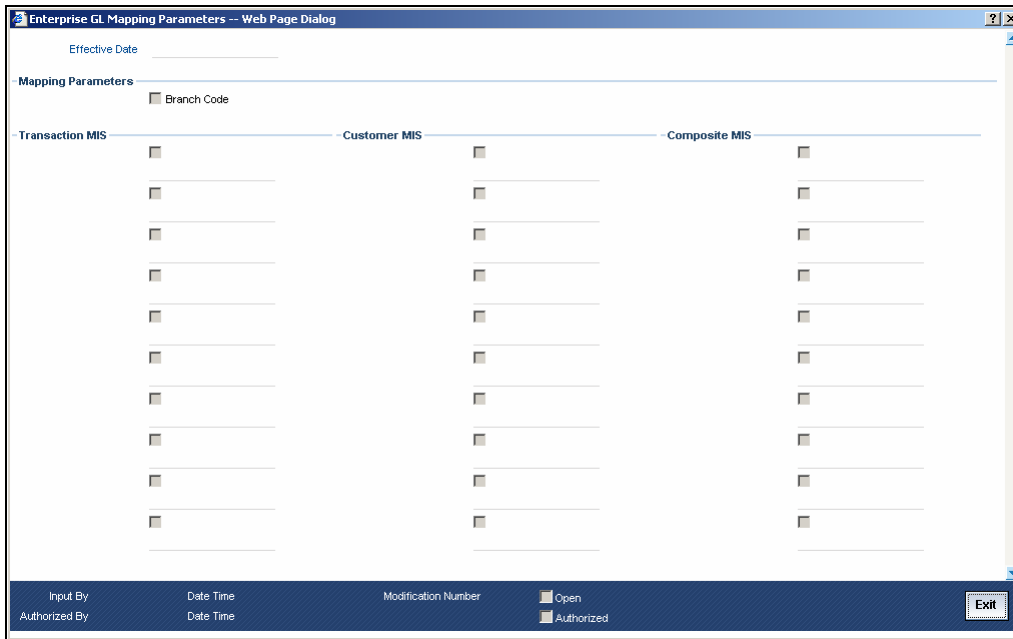 Enterprise GL Mapping Parameters -- Web Page Dialog
Effective Date
Mapping Parameters
Branch Code
Transaction MIS Customer MIS Composite MIS
Input By Date Time Modification Number Open
Authorized By Date Time Authorized
Exit